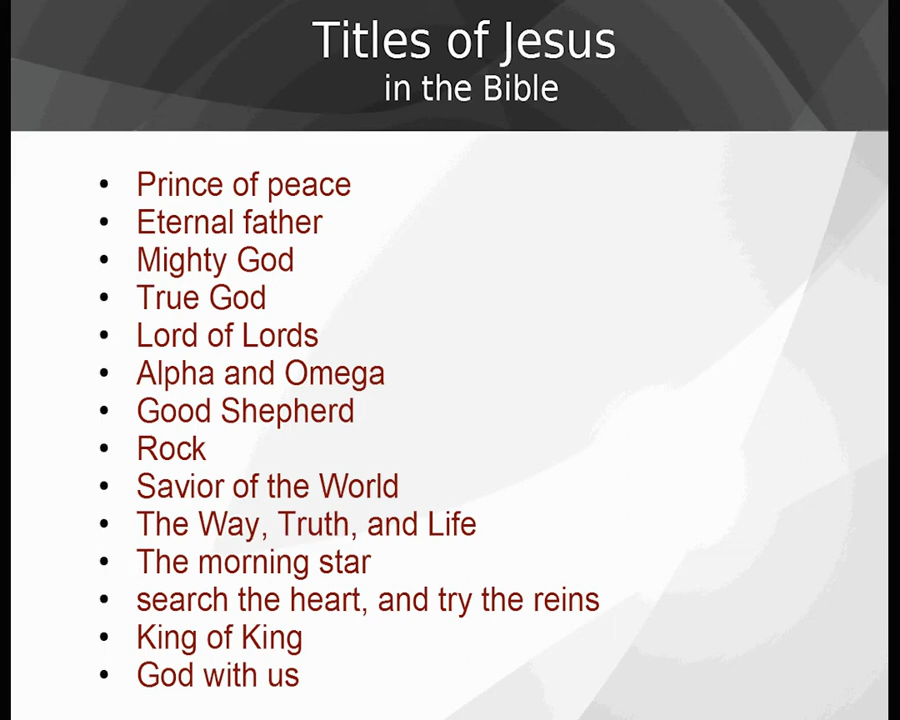 Titles of Jesus
in the Bible
• Prince of peace
• Eternal father
• Mighty God
• True God
• Lord of Lords
• Alpha and Omega
• Good Shepherd
• Rock
• Savior of the World
• The Way, Truth, and Life
• The morning star
• search the heart, and try the reins
• King of King
• God with us